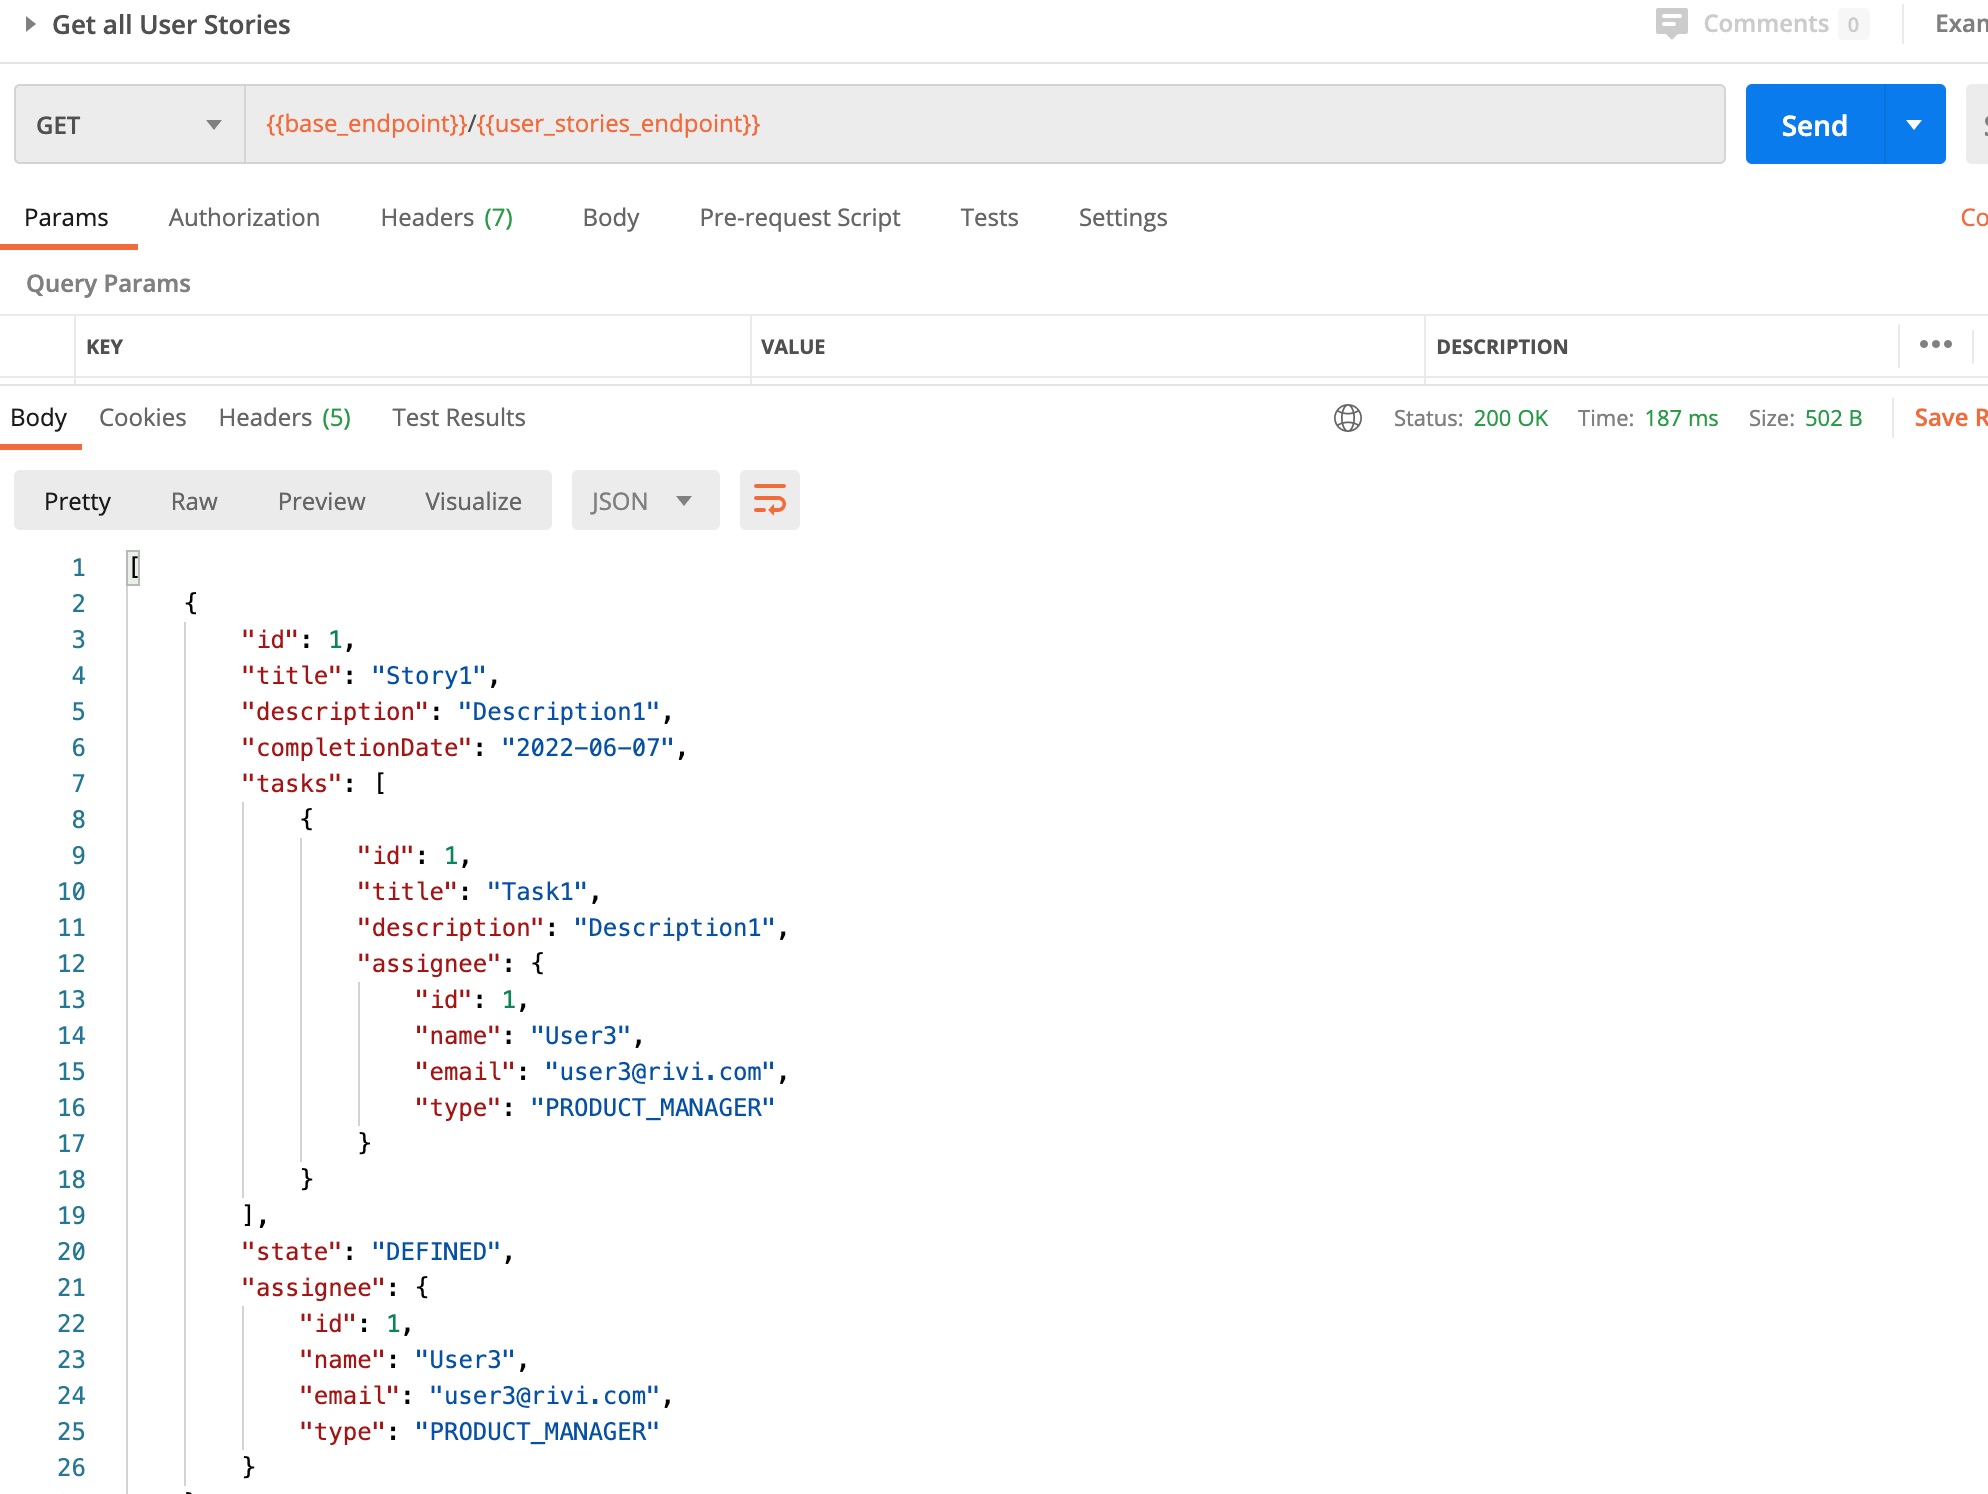 Get all User Stories
Comments 0
GET {{base_endpoint}}/{{user_stories_endpoint}} Send
Params Authorization Headers (7) Body Pre-request Script Tests Settings
Query Params
KEY VALUE DESCRIPTION •••
Body Cookies Headers (5) Test Results Status: 200 OK Time: 187 ms Size: 502 B Save
Pretty Raw Preview Visualize JSON
1 [
2 {
3 "id": 1,
4 "title": "Story1",
5 "description": "Description1",
6 "completionDate": "2022-06-07",
7 "tasks": [
8 {
9 "id": 1,
10 "title": "Task1",
11 "description": "Description1",
12 "assignee": {
13 "id": 1,
14 "name": "User3",
15 "email": "user3@rivi.com",
16 "type": "PRODUCT_MANAGER"
17 }
18 }
19 ],
20 "state": "DEFINED",
21 "assignee": {
22 "id": 1,
23 "name": "User3",
24 "email": "user3@rivi.com",
25 "type": "PRODUCT_MANAGER"
26 }